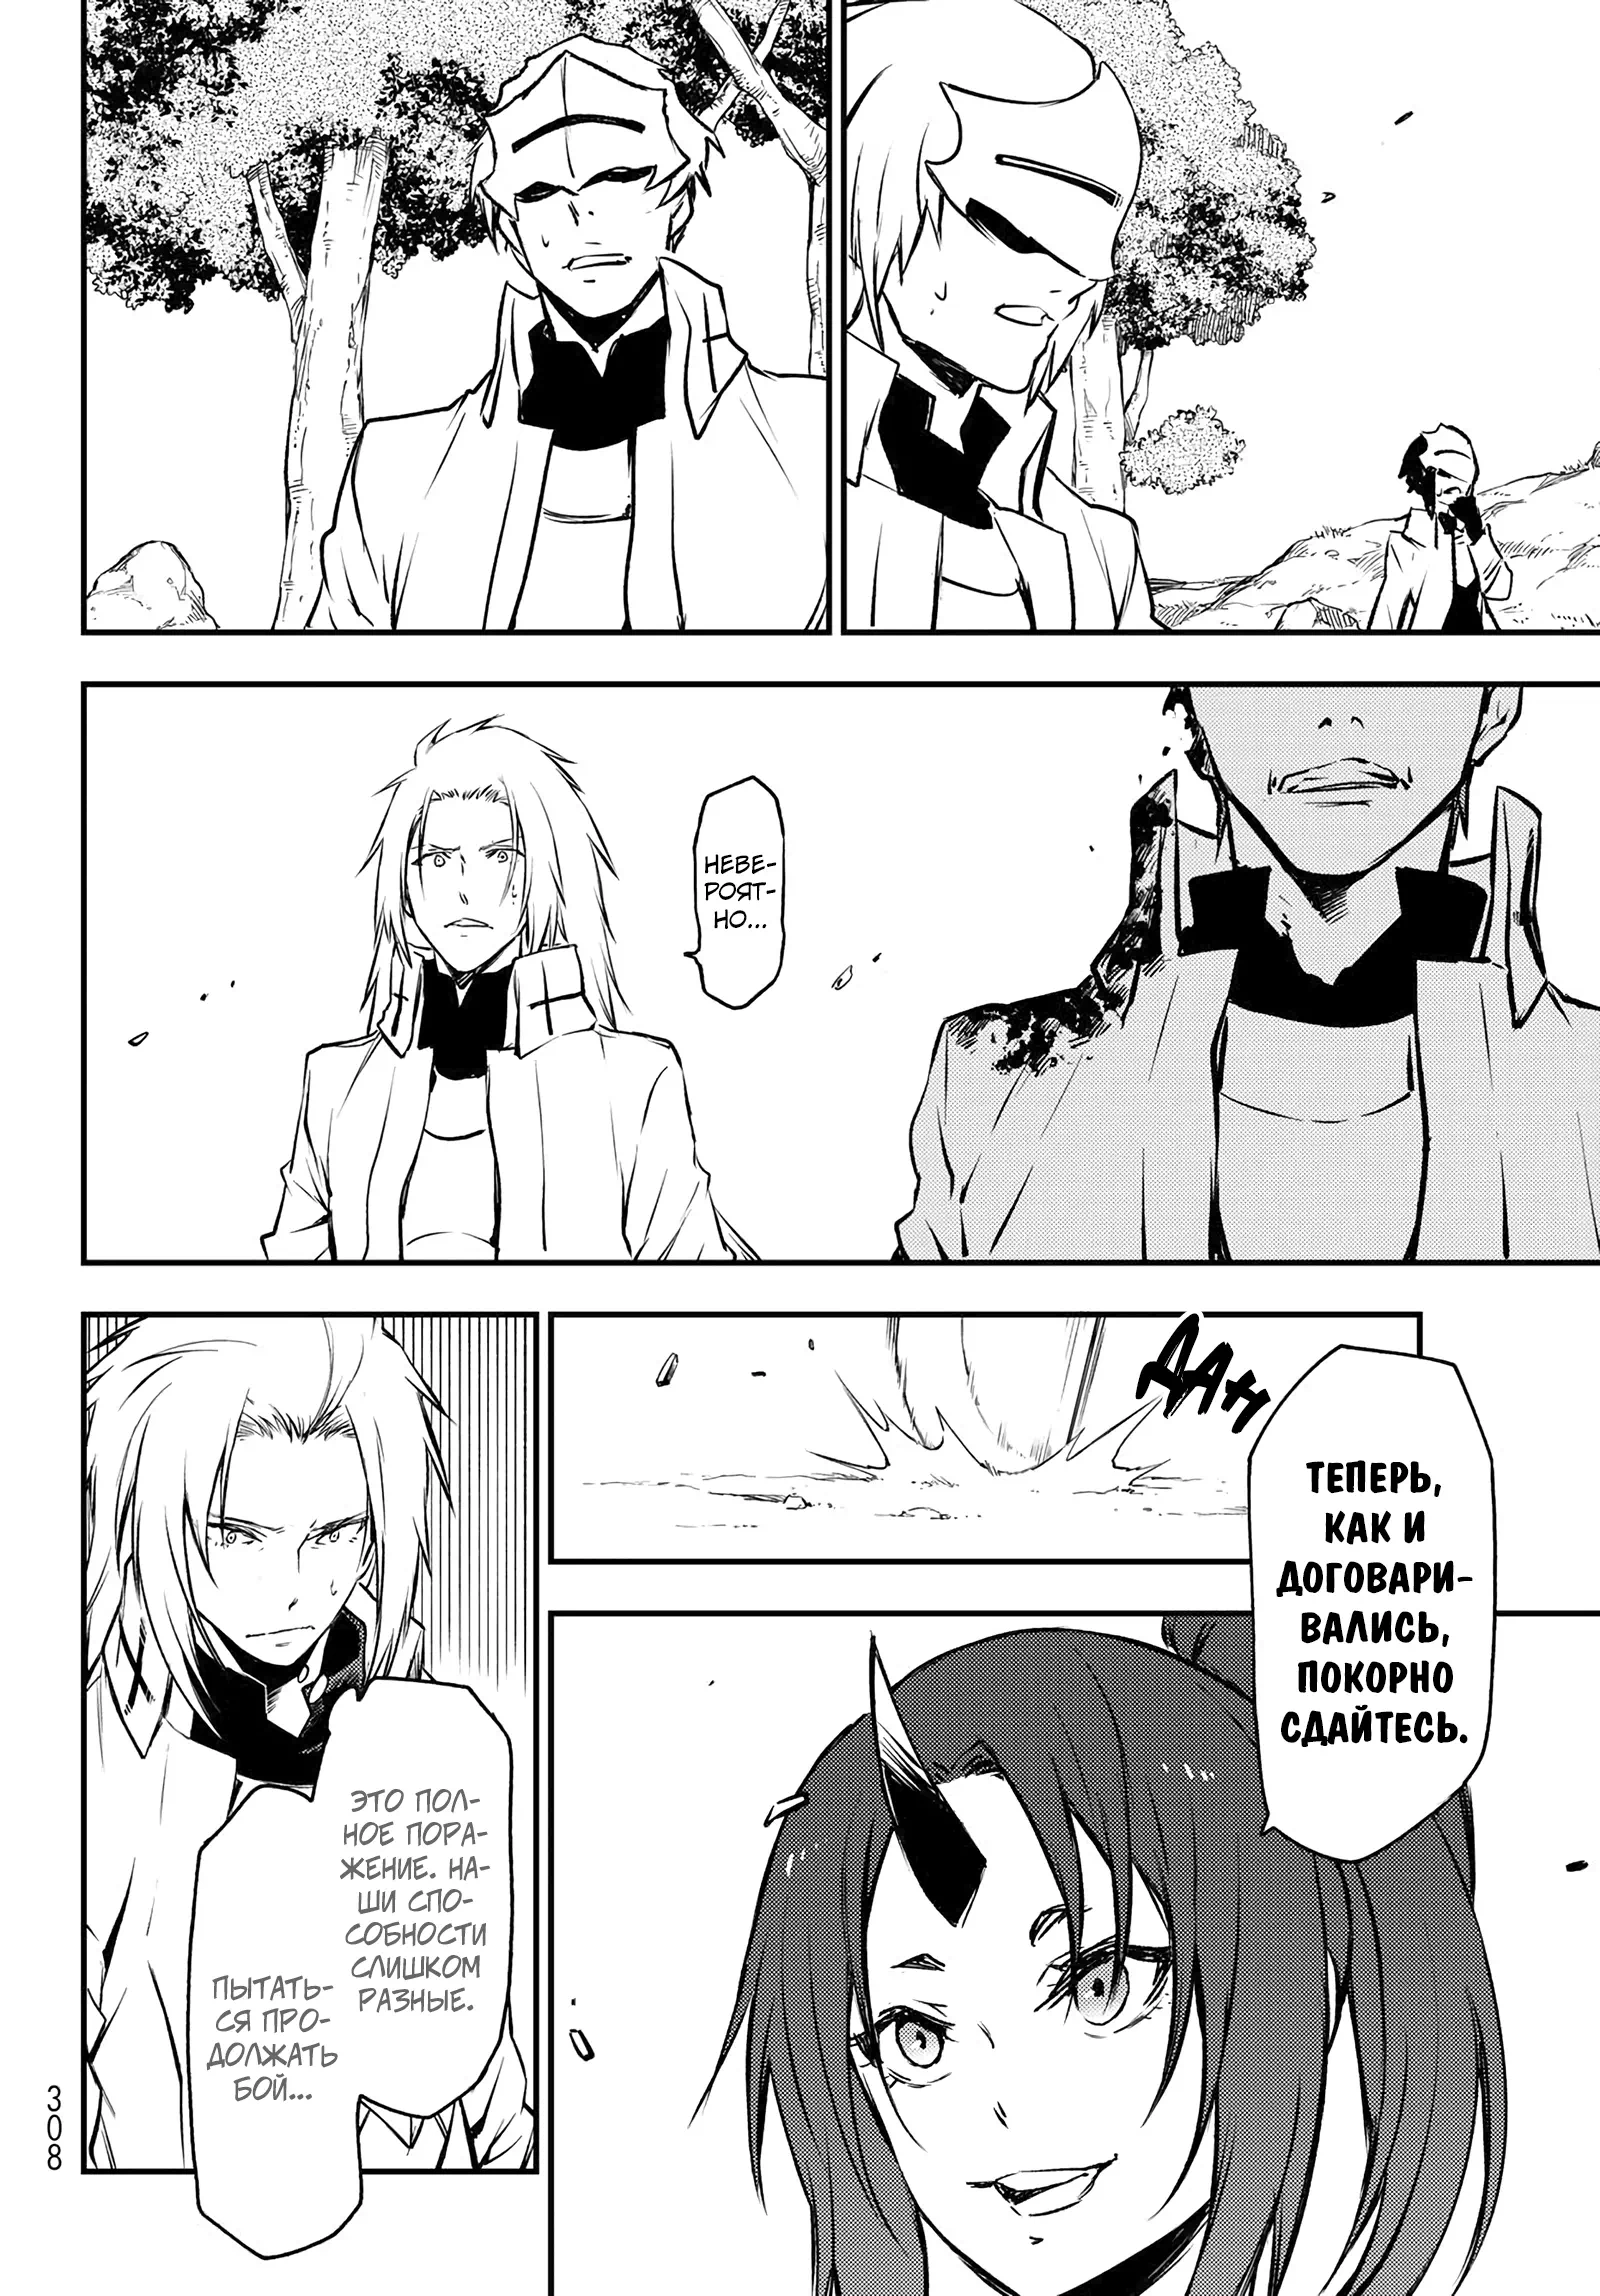 НЕВЕ-
РОЯТ-
НО...
ДАН
ТЕПЕРЬ,
КАК И
ДОГОВАРИ-
ВАЛИСЬ,
ПОКОРНО
СДАЙТЕСЬ.
ЭТО ПОЛ-
НОЕ ПОРА-
ЖЕНИЕ. НА-
ШИ СПО-
СОБНОСТИ
СЛИШКОМ
РАЗНЫЕ.
ПЫТАТЬ-
СЯ ПРО-
ДОЛЖАТЬ
БОЙ...
308